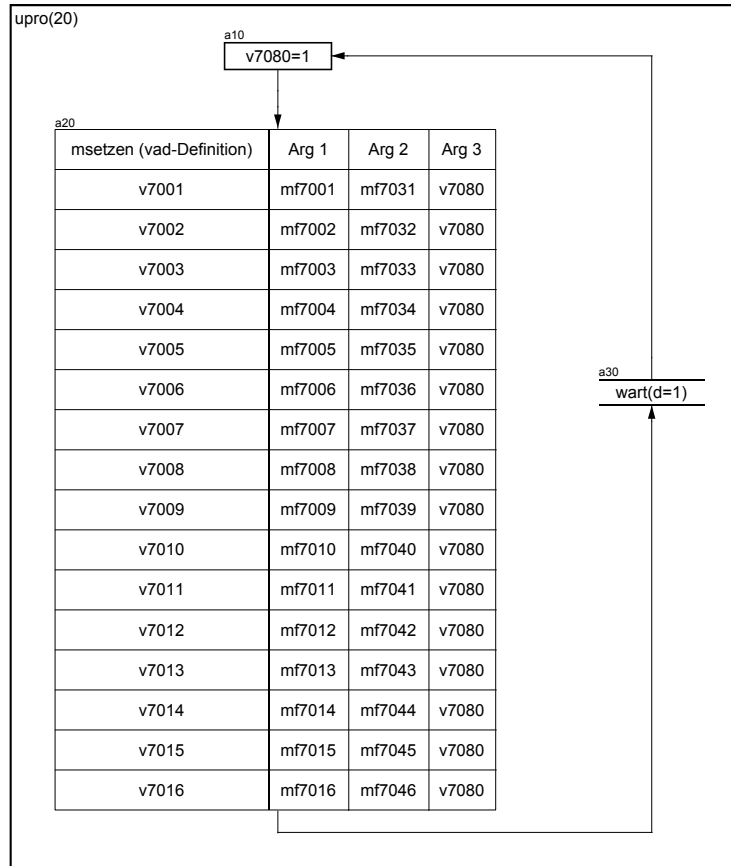 upro(20)
a10
v7080=1
a20
msetzen (vad-Definition) Arg 1 Arg 2 Arg 3
v7001 mf7001 mf7031 v7080
v7002 mf7002 mf7032 v7080
v7003 mf7003 mf7033 v7080
v7004 mf7004 mf7034 v7080
v7005 mf7005 mf7035 v7080
v7006 mf7006 mf7036 v7080
v7007 mf7007 mf7037 v7080
v7008 mf7008 mf7038 v7080
v7009 mf7009 mf7039 v7080
v7010 mf7010 mf7040 v7080
v7011 mf7011 mf7041 v7080
v7012 mf7012 mf7042 v7080
v7013 mf7013 mf7043 v7080
v7014 mf7014 mf7044 v7080
v7015 mf7015 mf7045 v7080
v7016 mf7016 mf7046 v7080
a30
wart(d=1)